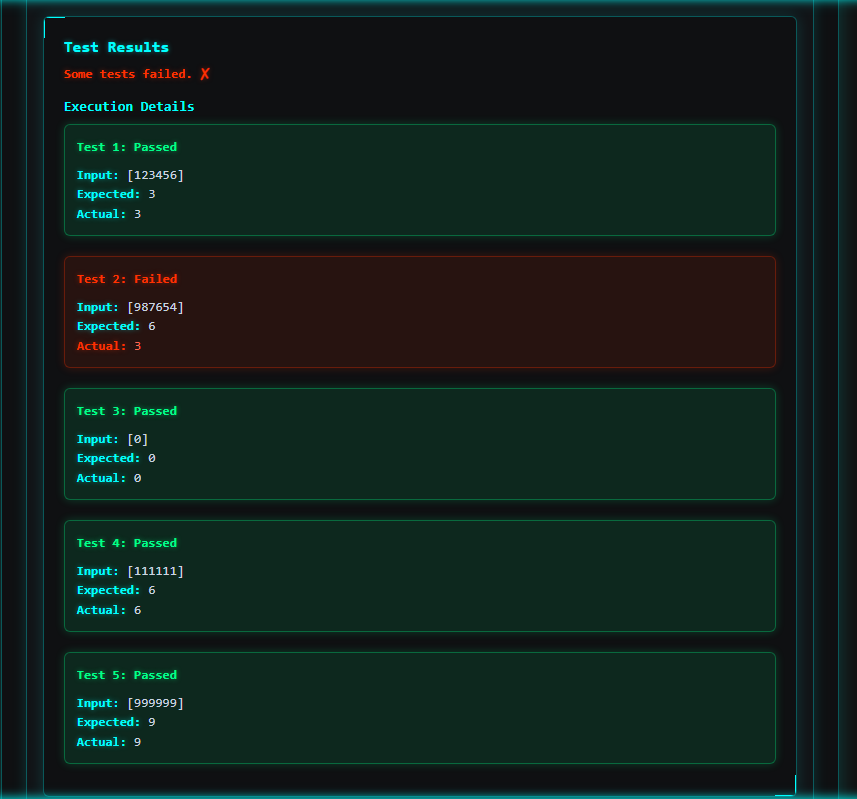 Test Results
Some tests failed. ✗
Execution Details
Test 1: Passed
Input: [123456]
Expected: 3
Actual: 3
Test 2: Failed
Input: [987654]
Expected: 6
Actual: 3
Test 3: Passed
Input: [0]
Expected: 0
Actual: 0
Test 4: Passed
Input: [111111]
Expected: 6
Actual: 6
Test 5: Passed
Input: [999999]
Expected: 9
Actual: 9